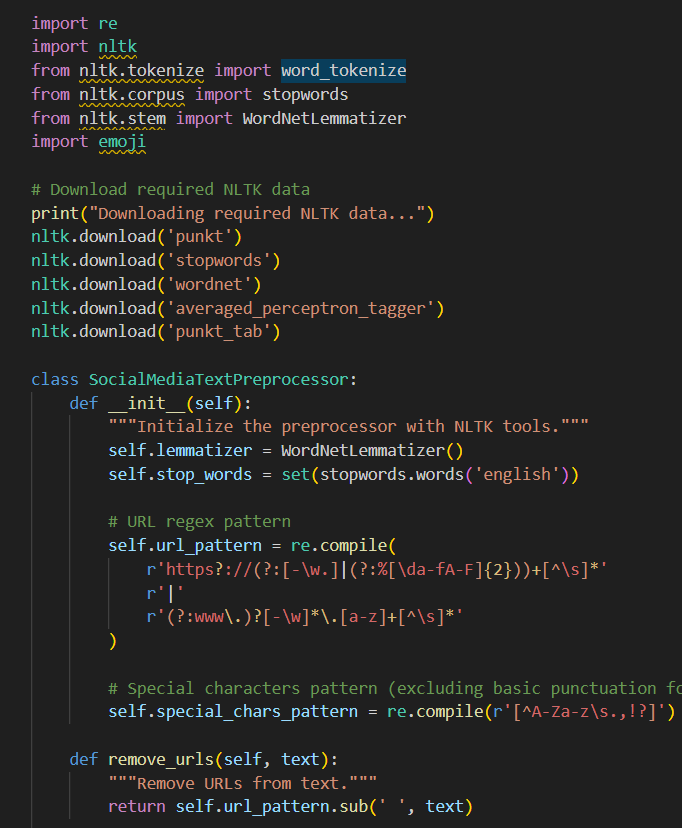 import re
import nltk
from nltk.tokenize import word_tokenize
from nltk.corpus import stopwords
from nltk.stem import WordNetLemmatizer
import emoji

# Download required NLTK data
print("Downloading required NLTK data...")
nltk.download('punkt')
nltk.download('stopwords')
nltk.download('wordnet')
nltk.download('averaged_perceptron_tagger')
nltk.download('punkt_tab')

class SocialMediaTextPreprocessor:
    def __init__(self):
        """Initialize the preprocessor with NLTK tools."""
        self.lemmatizer = WordNetLemmatizer()
        self.stop_words = set(stopwords.words('english'))

        # URL regex pattern
        self.url_pattern = re.compile(
            r'https?://(?:[-\w.]|(?:%[\da-fA-F]{2}))+[^\s]*'
            r'|'
            r'(?:www\.)?[-\w]*\.[a-z]+[^\s]*'
        )

        # Special characters pattern (excluding basic punctuation
        self.special_chars_pattern = re.compile(r'[^A-Za-z\s.,!?]')

    def remove_urls(self, text):
        """Remove URLs from text."""
        return self.url_pattern.sub(' ', text)